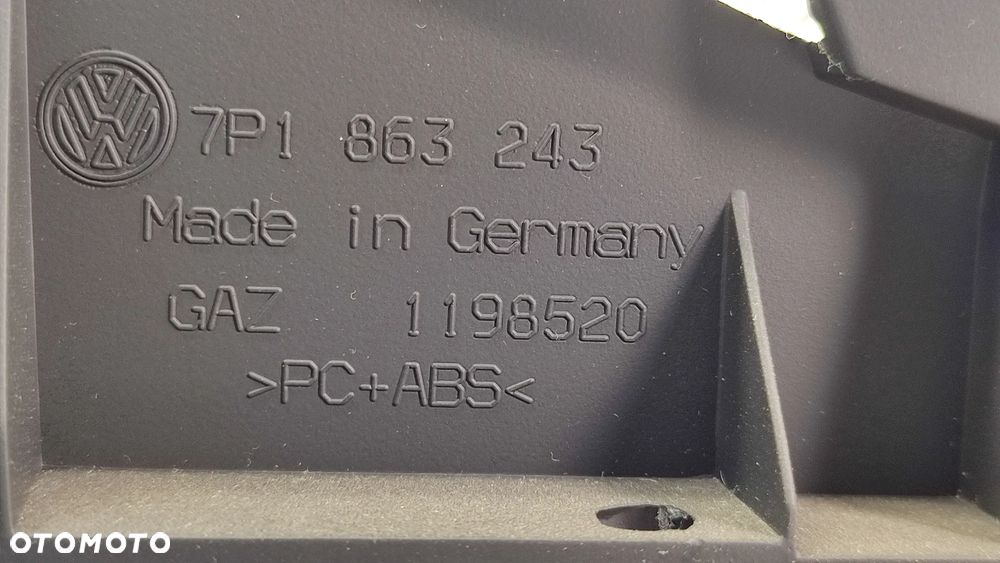 7P1 863 243
Made in Germany
GAZ 1198520
>PC+ABS<
OTOMOTO